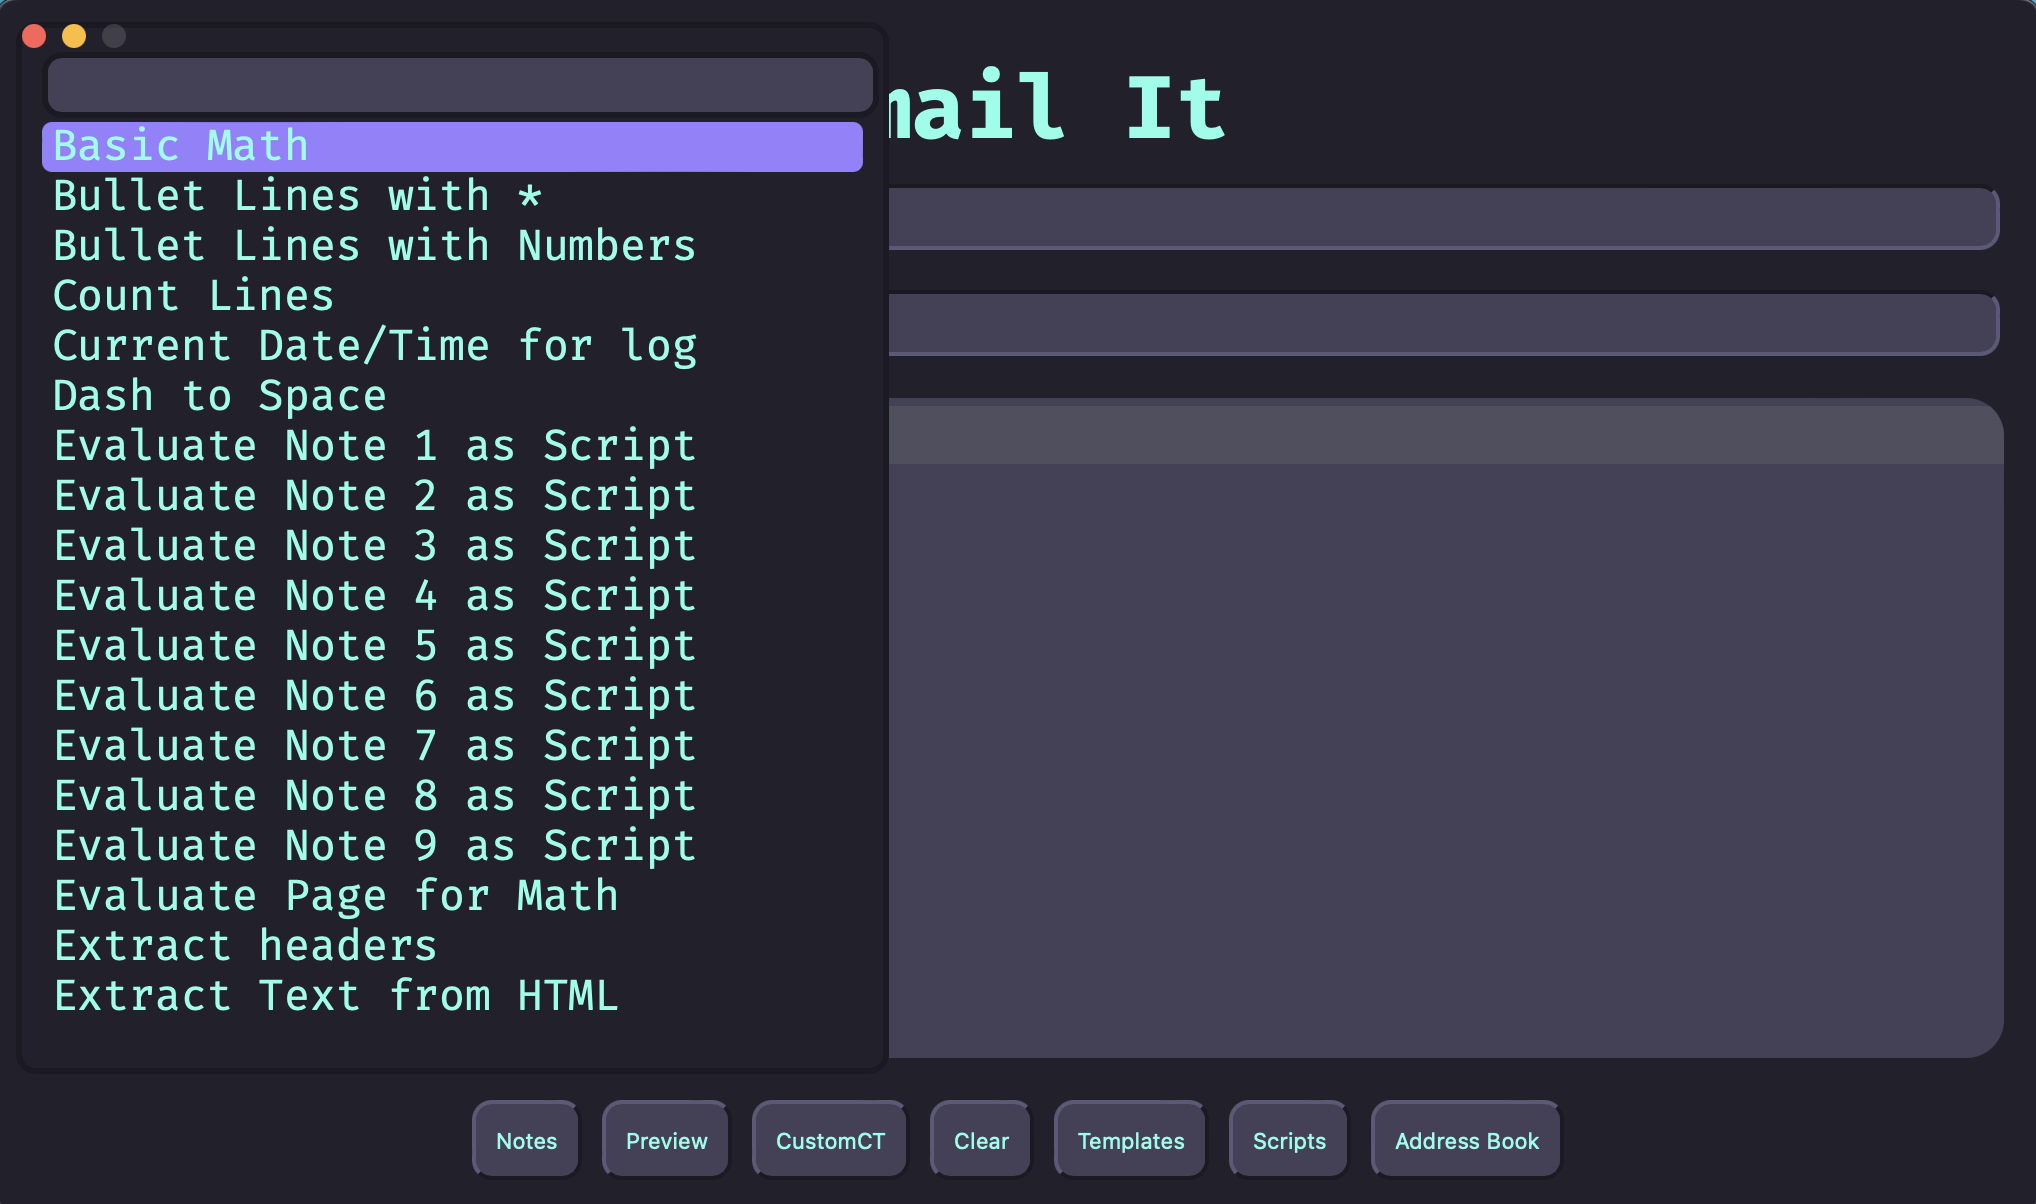 mail It
Basic Math
Bullet Lines with *
Bullet Lines with Numbers
Count Lines
Current Date/Time for log
Dash to Space
Evaluate Note 1 as Script
Evaluate Note 2 as Script
Evaluate Note 3 as Script
Evaluate Note 4 as Script
Evaluate Note 5 as Script
Evaluate Note 6 as Script
Evaluate Note 7 as Script
Evaluate Note 8 as Script
Evaluate Note 9 as Script
Evaluate Page for Math
Extract headers
Extract Text from HTML
Notes Preview CustomCT Clear Templates Scripts Address Book